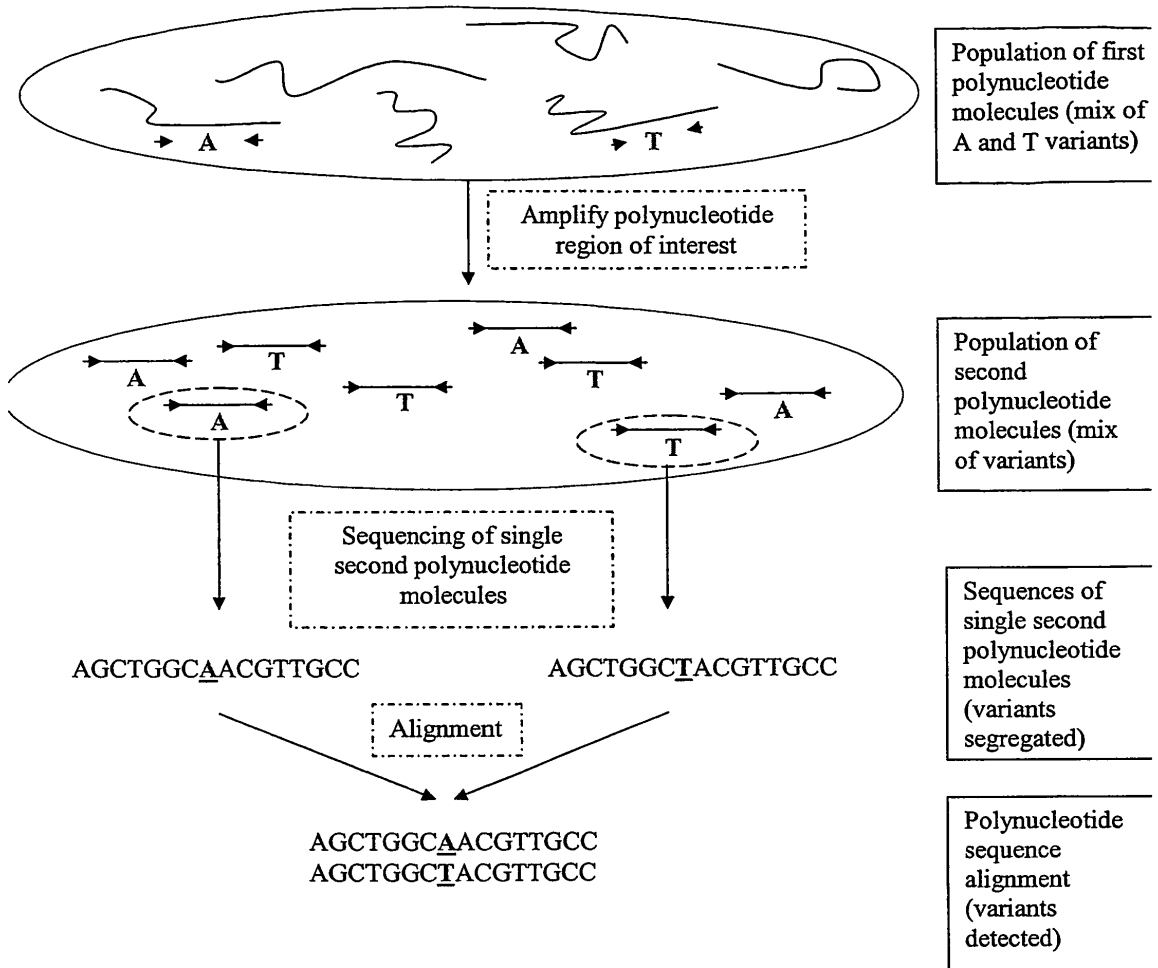 Population of first
polynucleotide
molecules (mix of
A and T variants)
A
T
Amplify polynucleotide
region of interest
A
T
A
T
T
A
A
T
Population of
second
polynucleotide
molecules (mix
of variants)
Sequencing of single
second polynucleotide
molecules
Sequences of
single second
polynucleotide
molecules
(variants
segregated)
AGCTGGCAACGTTGCC
AGCTGGCTACGTTGCC
Alignment
AGCTGGCAACGTTGCC
AGCTGGCTACGTTGCC
Polynucleotide
sequence
alignment
(variants
detected)